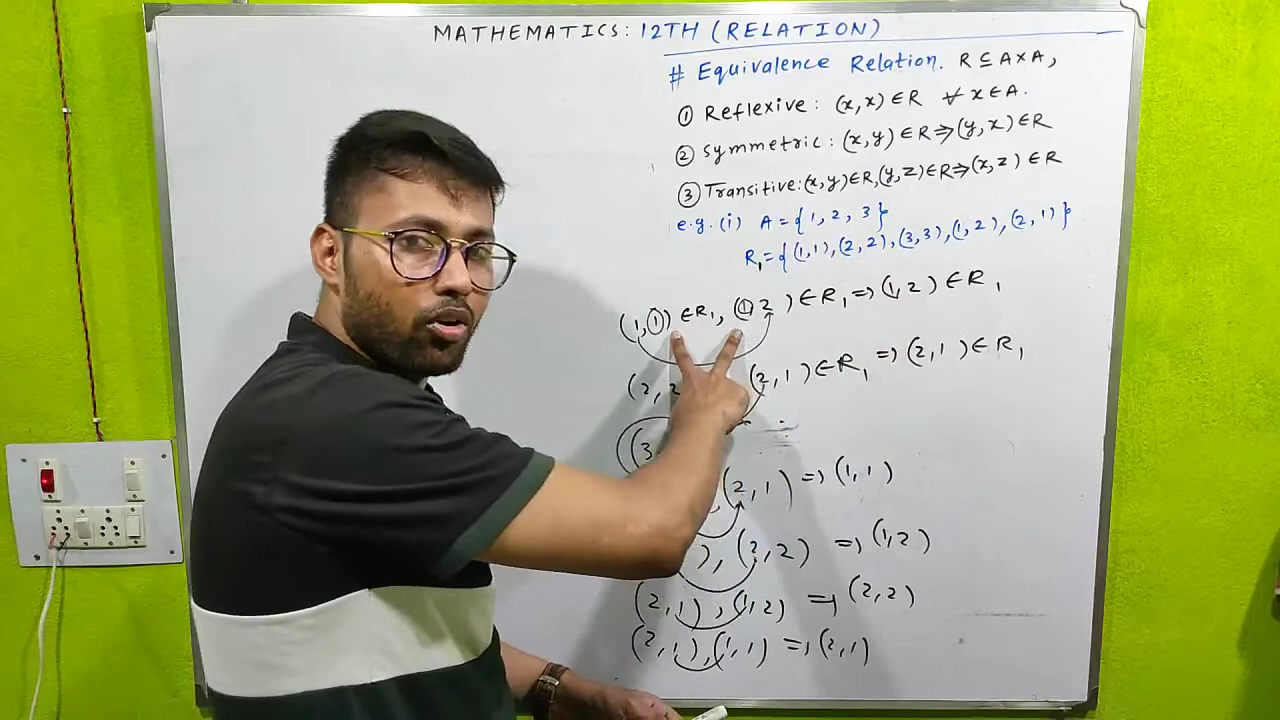 MATHEMATICS: 12TH (RELATION)
# Equivalence Relation. R ⊆ A×A,
① Reflexive: (x,x) ∈ R ∀ x ∈ A.
② Symmetric: (x,y) ∈ R ⇒ (y,x) ∈ R
③ Transitive: (x,y) ∈ R, (y,z) ∈ R ⇒ (x,z) ∈ R
e.g. (i) A = {1, 2, 3}
R₁ = {(1,1), (2,2), (3,3), (1,2), (2,1)}
(1,1) ∈ R₁, (1,2) ∈ R₁ ⇒ (1,2) ∈ R₁
(2,2 (2,1) ∈ R₁ ⇒ (2,1) ∈ R₁
(3
(2,1) ⇒ (1,1)
), (2,2) ⇒ (1,2)
(2,1), (1,2) ⇒ (2,2)
(2,1), (1,1) ⇒ (2,1)